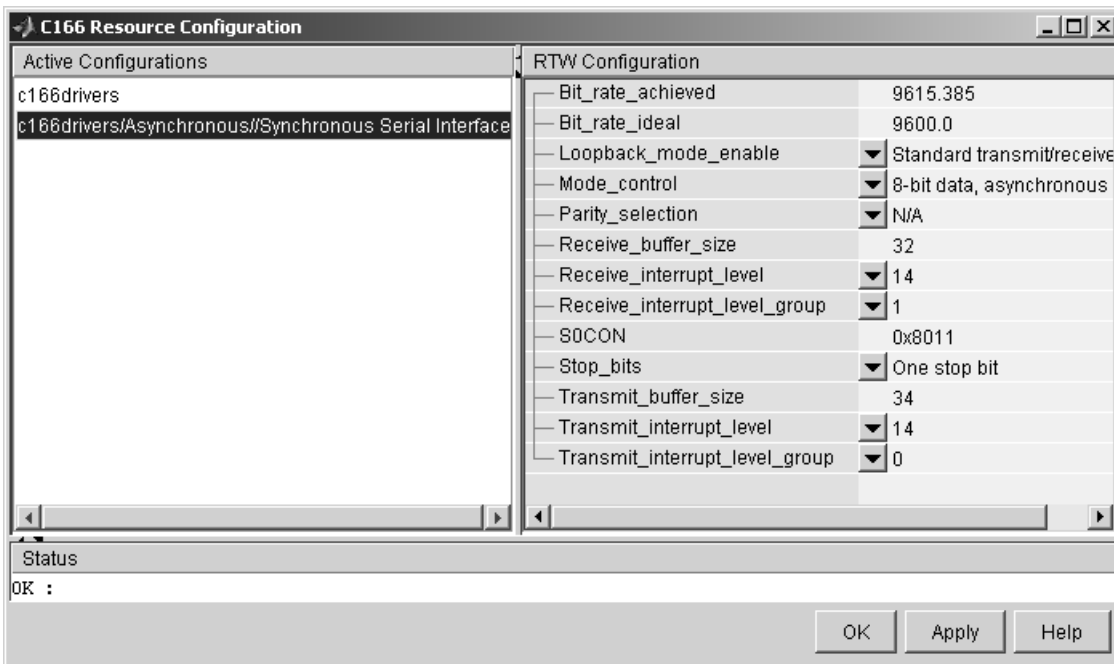 C166 Resource Configuration
Active Configurations
c166drivers
c166drivers/Asynchronous//Synchronous Serial Interface
RTW Configuration
Bit_rate_achieved 9615.385
Bit_rate_ideal 9600.0
Loopback_mode_enable Standard transmit/receive
Mode_control 8-bit data, asynchronous
Parity_selection N/A
Receive_buffer_size 32
Receive_interrupt_level 14
Receive_interrupt_level_group 1
S0CON 0x8011
Stop_bits One stop bit
Transmit_buffer_size 34
Transmit_interrupt_level 14
Transmit_interrupt_level_group 0
Status
OK :
OK Apply Help